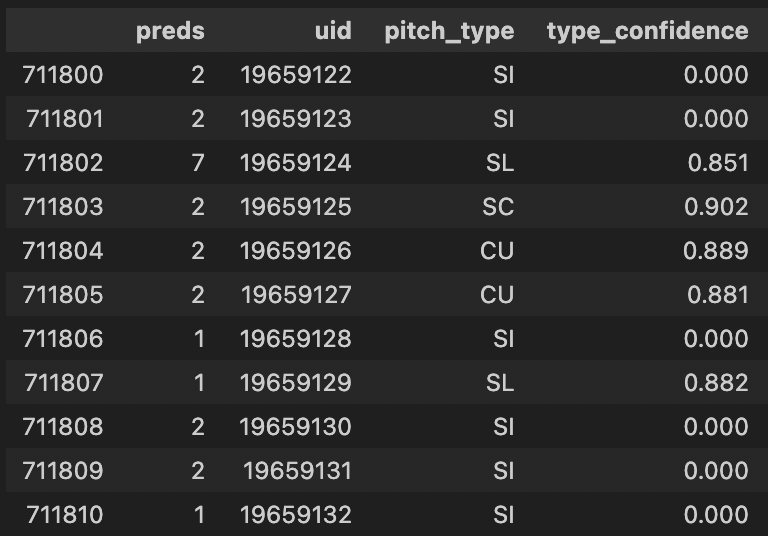 preds uid pitch_type type_confidence
711800 2 19659122 SI 0.000
711801 2 19659123 SI 0.000
711802 7 19659124 SL 0.851
711803 2 19659125 SC 0.902
711804 2 19659126 CU 0.889
711805 2 19659127 CU 0.881
711806 1 19659128 SI 0.000
711807 1 19659129 SL 0.882
711808 2 19659130 SI 0.000
711809 2 19659131 SI 0.000
711810 1 19659132 SI 0.000